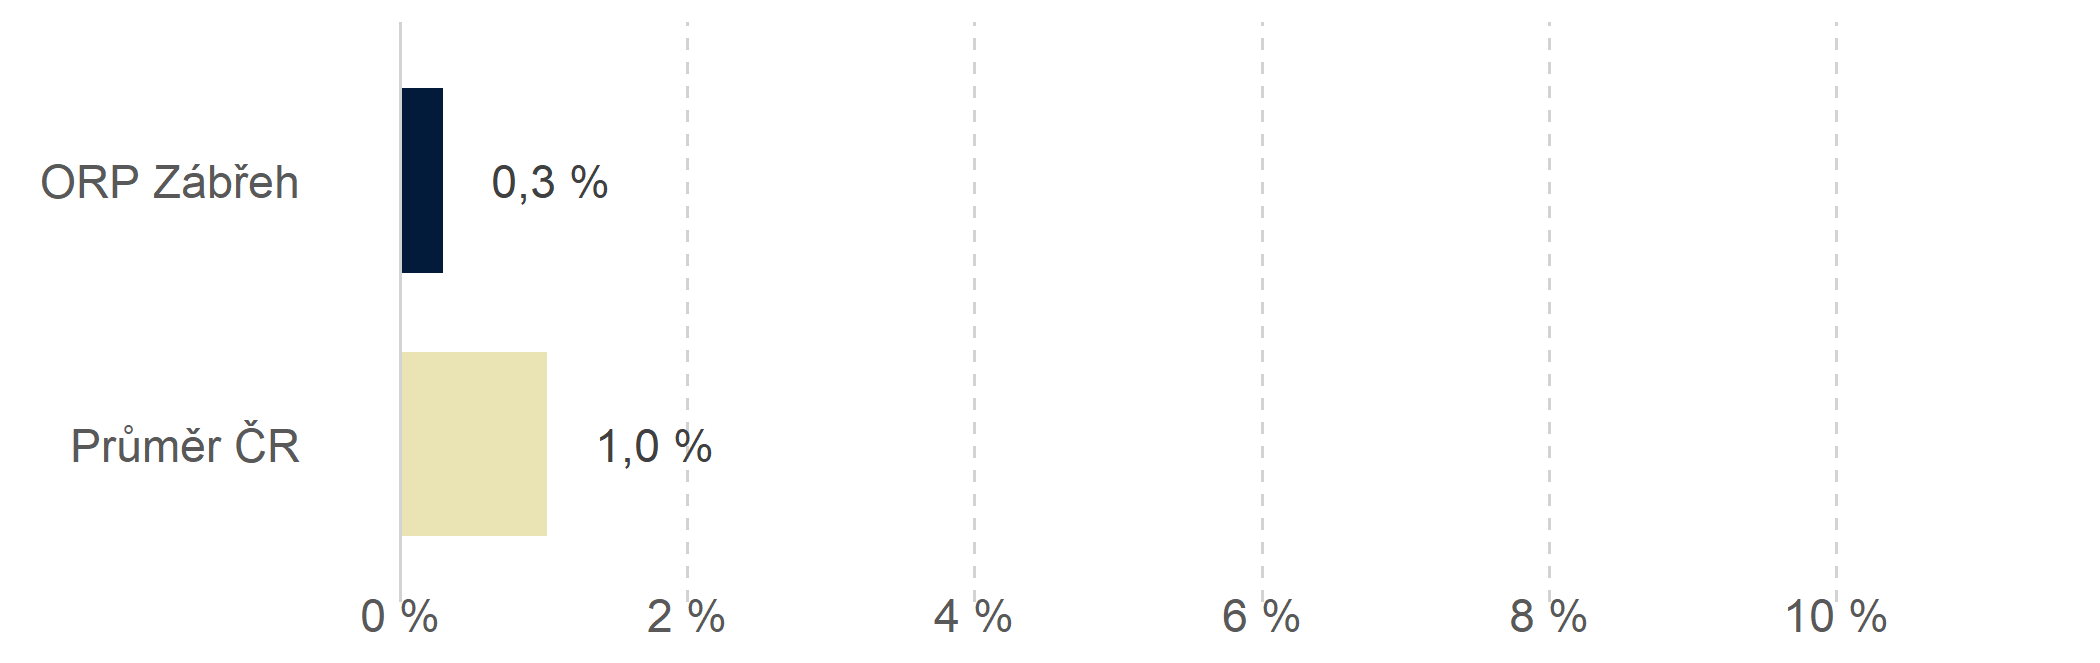 ORP Zábřeh 0,3 %
Průměr ČR 1,0 %
0 % 2 % 4 % 6 % 8 % 10 %